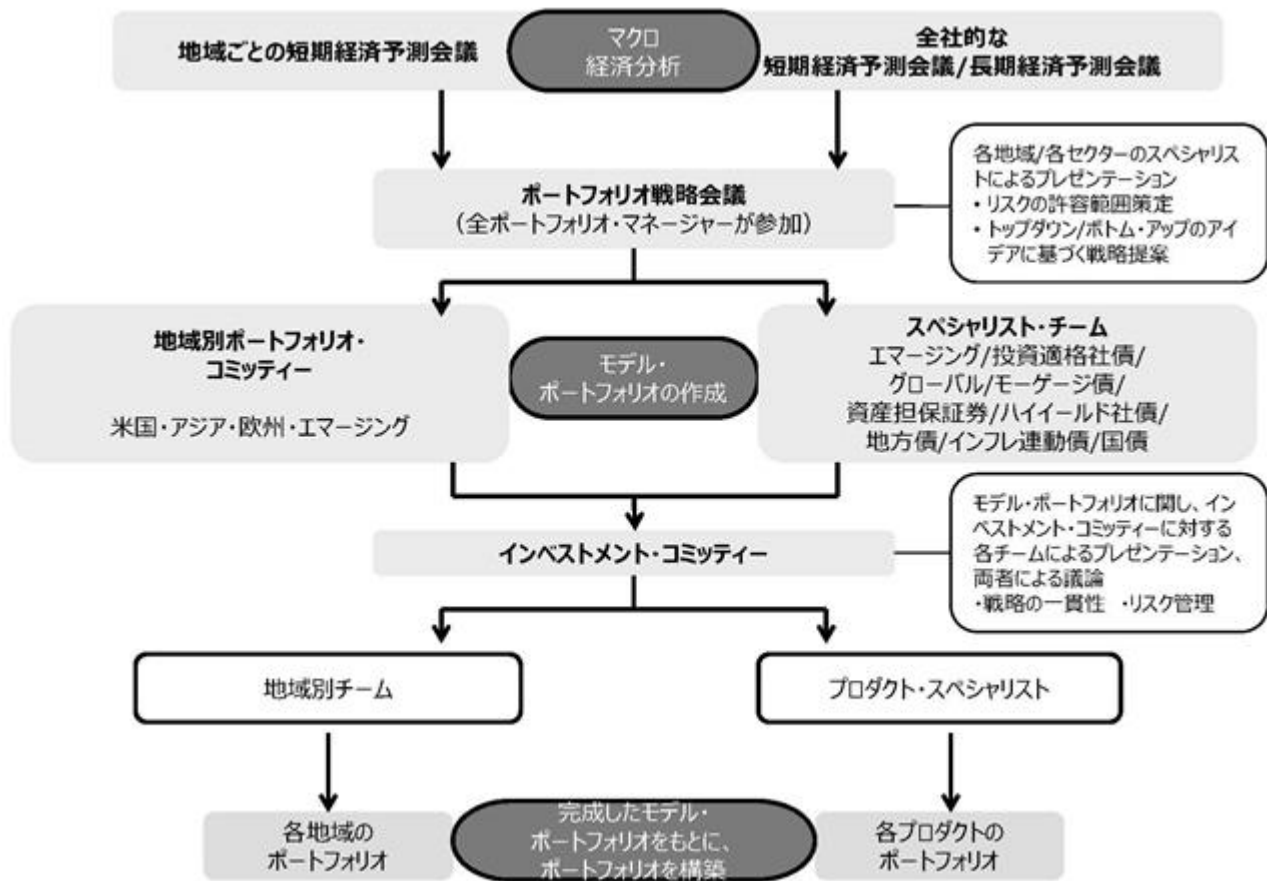 地域ごとの短期経済予測会議
マクロ
経済分析
全社的な
短期経済予測会議/長期経済予測会議
各地域/各セクターのスペシャリス
トによるプレゼンテーション
・リスクの許容範囲策定
・トップダウン/ボトム・アップのアイ
デアに基づく戦略提案
ポートフォリオ戦略会議
（全ポートフォリオ・マネージャーが参加）
地域別ポートフォリオ・
コミッティー
米国・アジア・欧州・エマージング
モデル・
ポートフォリオの作成
スペシャリスト・チーム
エマージング/投資適格社債/
グローバル/モーゲージ債/
資産担保証券/ハイイールド社債/
地方債/インフレ連動債/国債
インベストメント・コミッティー
モデル・ポートフォリオに関し、イン
ベストメント・コミッティーに対する
各チームによるプレゼンテーション、
両者による議論
・戦略の一貫性 ・リスク管理
地域別チーム
プロダクト・スペシャリスト
各地域の
ポートフォリオ
完成したモデル・
ポートフォリオをもとに、
ポートフォリオを構築
各プロダクトの
ポートフォリオ